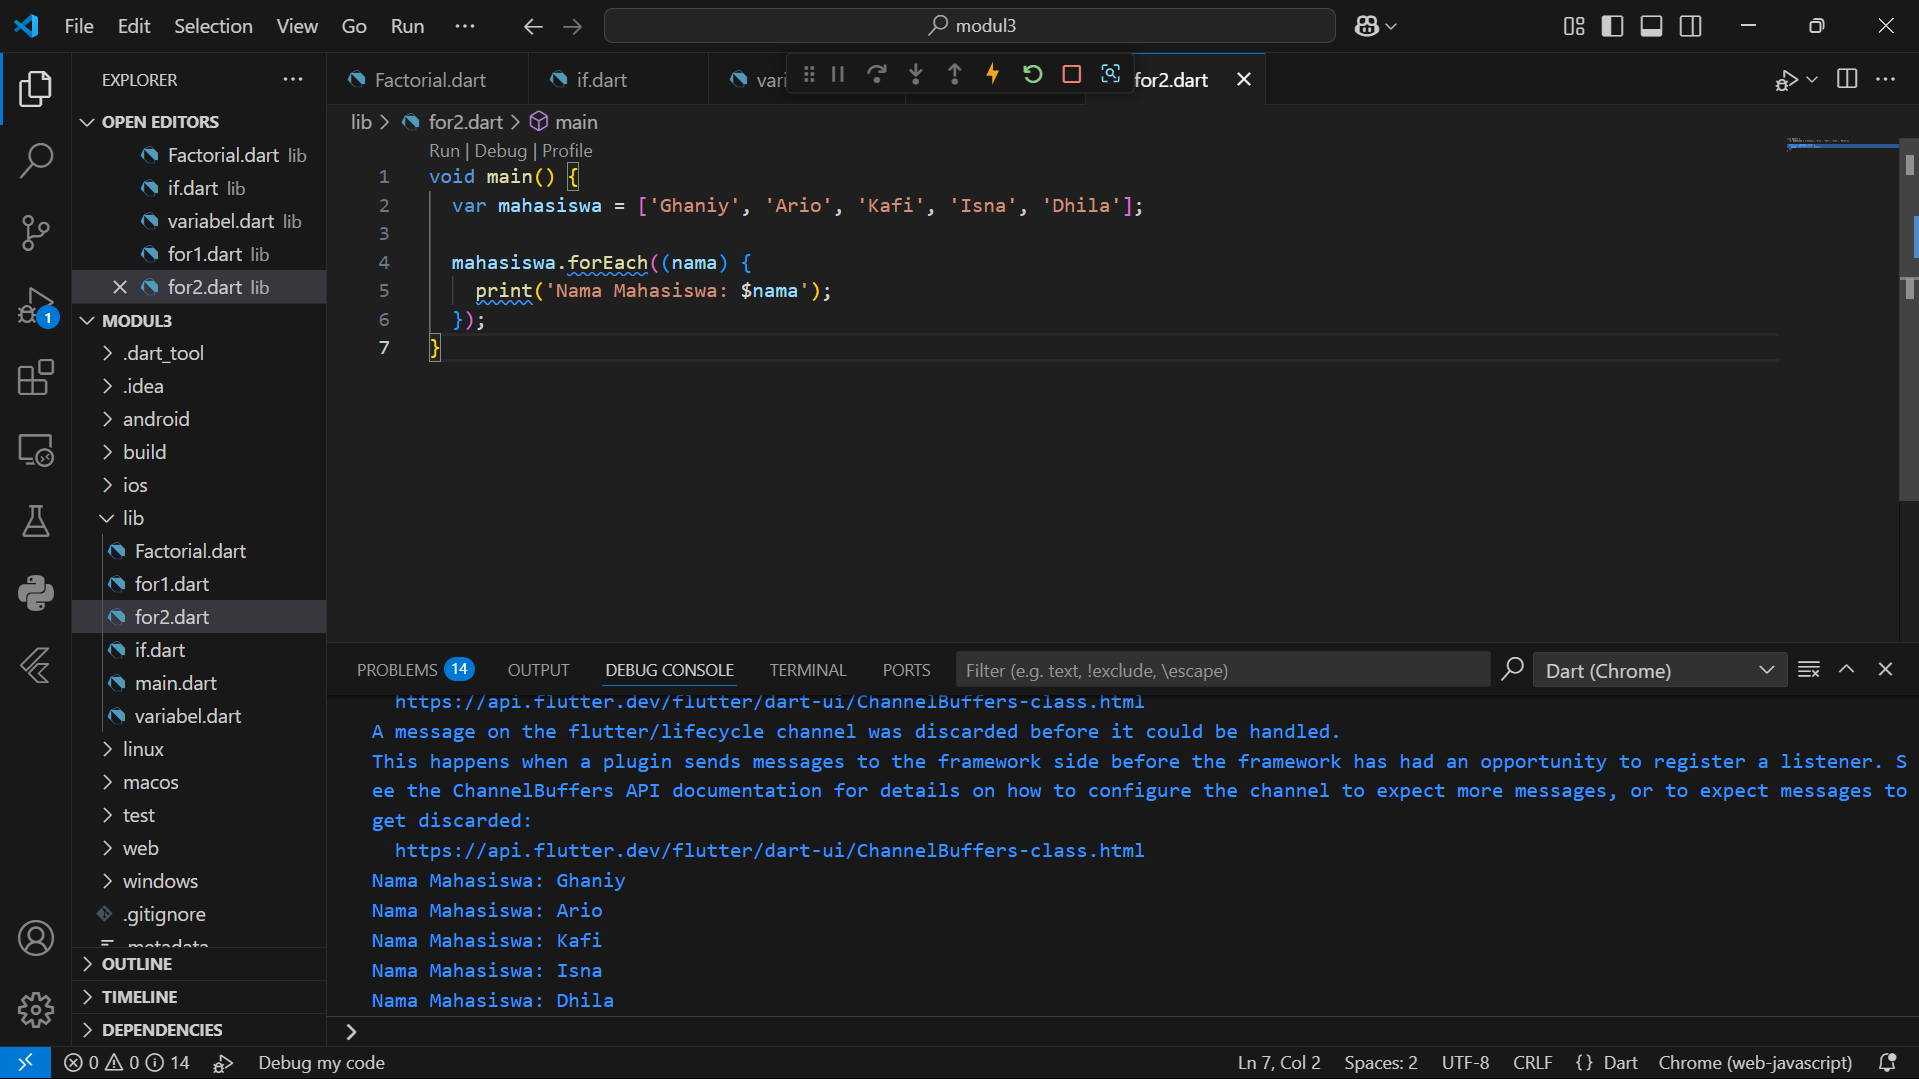 File Edit Selection View Go Run ···
modul3
EXPLORER
Factorial.dart if.dart vari for2.dart
OPEN EDITORS
Factorial.dart lib
if.dart lib
variabel.dart lib
for1.dart lib
for2.dart lib
MODUL3
.dart_tool
.idea
android
build
ios
lib
Factorial.dart
for1.dart
for2.dart
if.dart
main.dart
variabel.dart
linux
macos
test
web
windows
.gitignore
.metadata
OUTLINE
TIMELINE
DEPENDENCIES
1
lib > for2.dart > main
Run | Debug | Profile
1 void main() {
2 var mahasiswa = ['Ghaniy', 'Ario', 'Kafi', 'Isna', 'Dhila'];
3
4 mahasiswa.forEach((nama) {
5 print('Nama Mahasiswa: $nama');
6 });
7 }
PROBLEMS 14 OUTPUT DEBUG CONSOLE TERMINAL PORTS Filter (e.g. text, !exclude, \escape) Dart (Chrome)
https://api.flutter.dev/flutter/dart-ui/ChannelBuffers-class.html
A message on the flutter/lifecycle channel was discarded before it could be handled.
This happens when a plugin sends messages to the framework side before the framework has had an opportunity to register a listener. S
ee the ChannelBuffers API documentation for details on how to configure the channel to expect more messages, or to expect messages to
get discarded:
https://api.flutter.dev/flutter/dart-ui/ChannelBuffers-class.html
Nama Mahasiswa: Ghaniy
Nama Mahasiswa: Ario
Nama Mahasiswa: Kafi
Nama Mahasiswa: Isna
Nama Mahasiswa: Dhila
>
0 0 14 Debug my code Ln 7, Col 2 Spaces: 2 UTF-8 CRLF {} Dart Chrome (web-javascript)